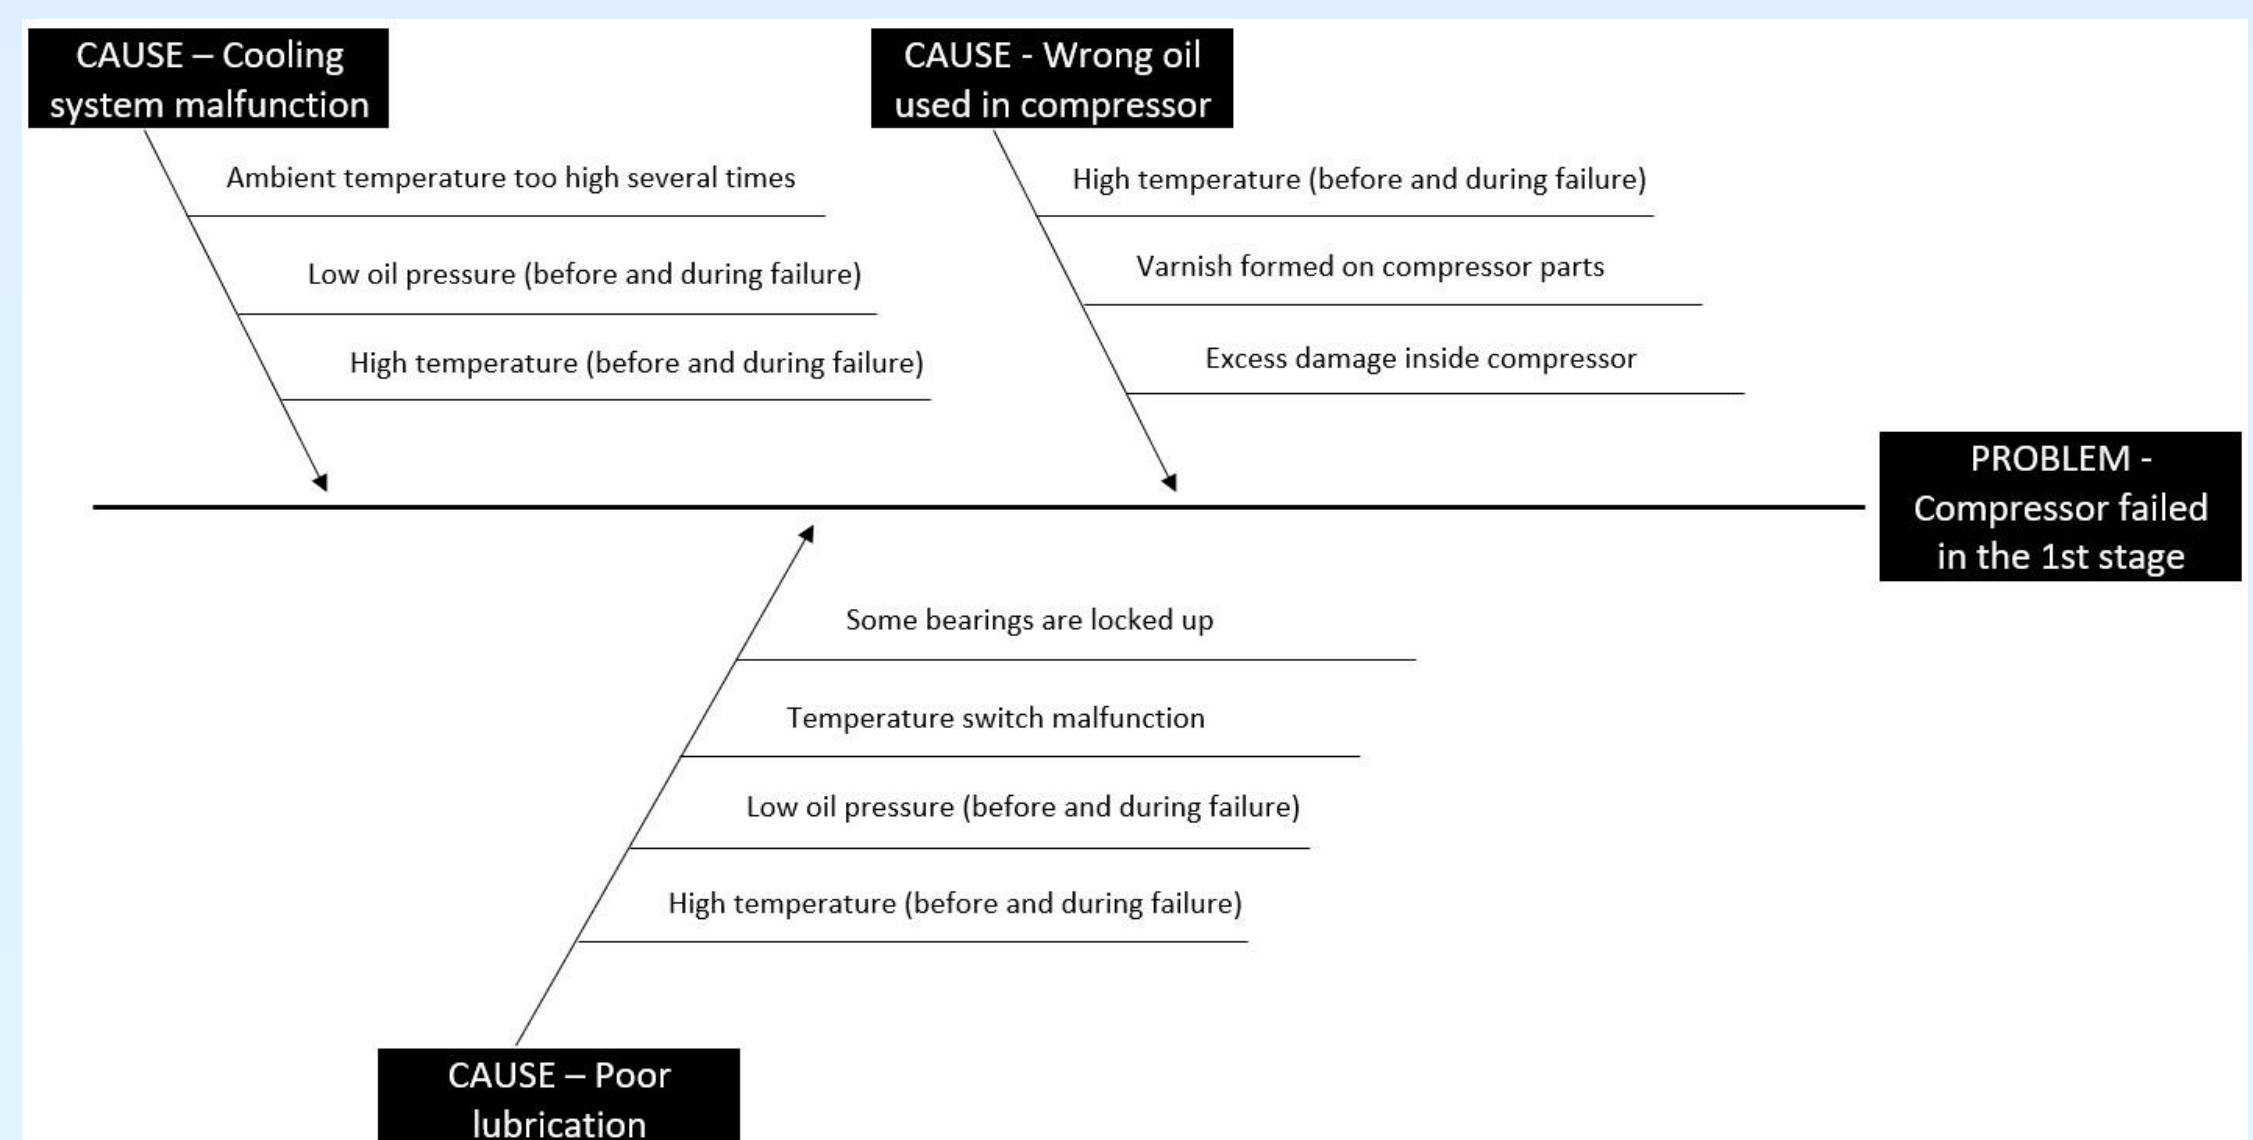 CAUSE – Cooling
system malfunction
Ambient temperature too high several times
Low oil pressure (before and during failure)
High temperature (before and during failure)
CAUSE - Wrong oil
used in compressor
High temperature (before and during failure)
Varnish formed on compressor parts
Excess damage inside compressor
PROBLEM -
Compressor failed
in the 1st stage
Some bearings are locked up
Temperature switch malfunction
Low oil pressure (before and during failure)
High temperature (before and during failure)
CAUSE – Poor
lubrication